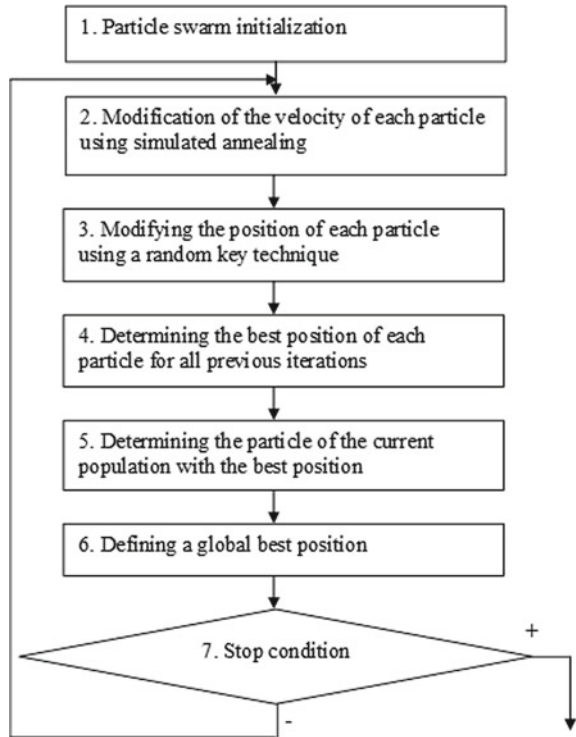 1. Particle swarm initialization
2. Modification of the velocity of each particle
using simulated annealing
3. Modifying the position of each particle
using a random key technique
4. Determining the best position of each
particle for all previous iterations
5. Determining the particle of the current
population with the best position
6. Defining a global best position
7. Stop condition
+
-